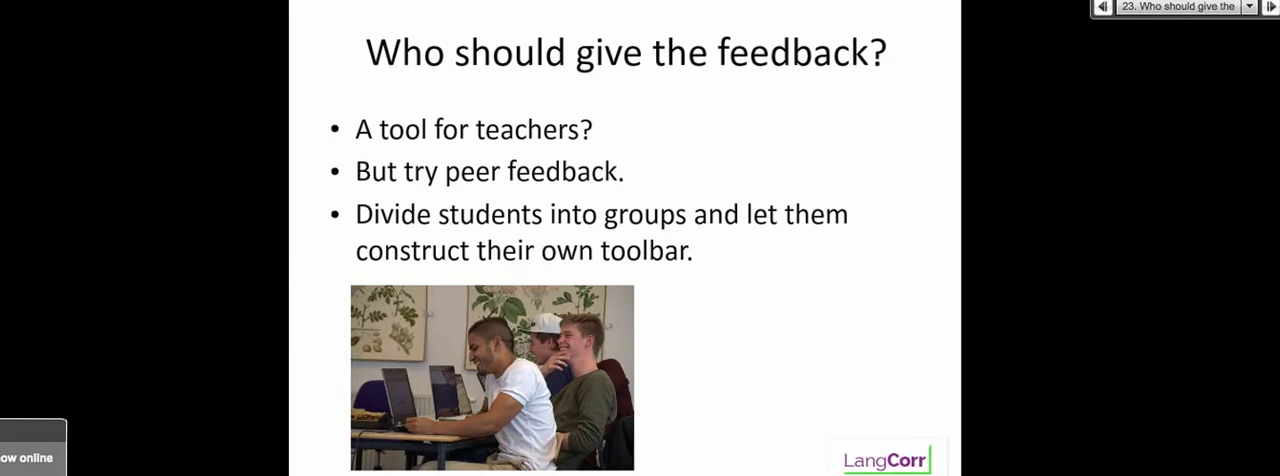 23. Who should give the
Who should give the feedback?
• A tool for teachers?
• But try peer feedback.
• Divide students into groups and let them
construct their own toolbar.
ow online
LangCorr